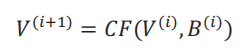 V^(i+1) = CF(V^(i), B^(i))